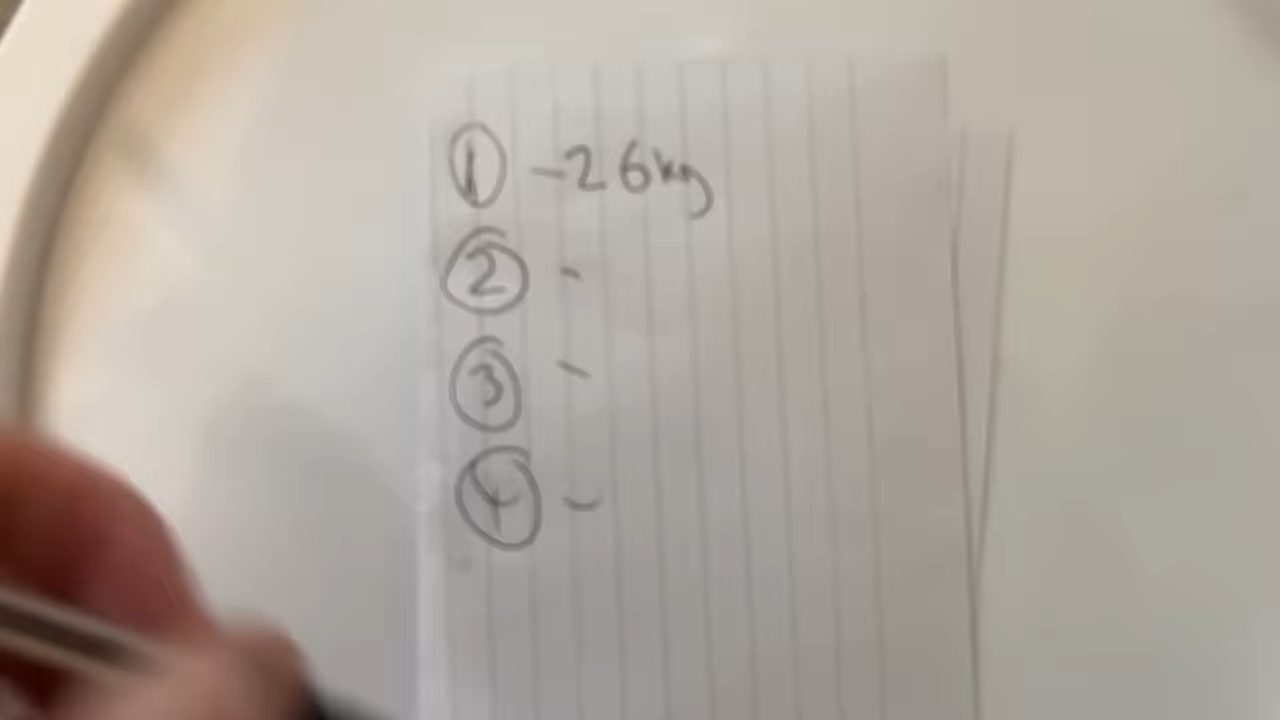 ① - 26kg
② -
③ -
④ -